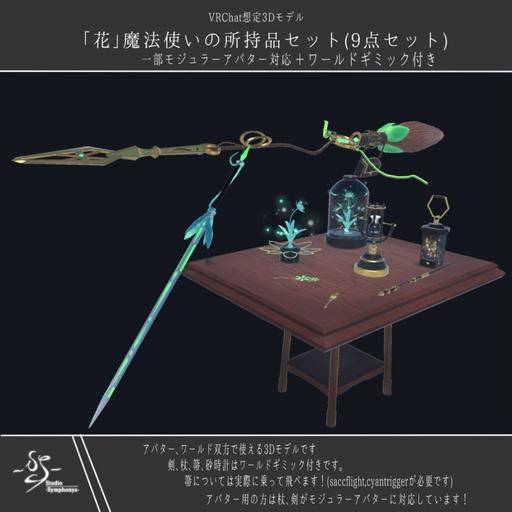 VRChat想定3Dモデル
「花」魔法使いの所持品セット(9点セット)
一部モジュラーアバター対応＋ワールドギミック付き
アバター、ワールド双方で使える3Dモデルです
剣、杖、箒、砂時計はワールドギミック付きです。
箒については実際に乗って飛べます！(saccflight,cyantriggerが必要です)
アバター用の方は杖、剣がモジュラーアバターに対応しています！
Studio
Symphonya